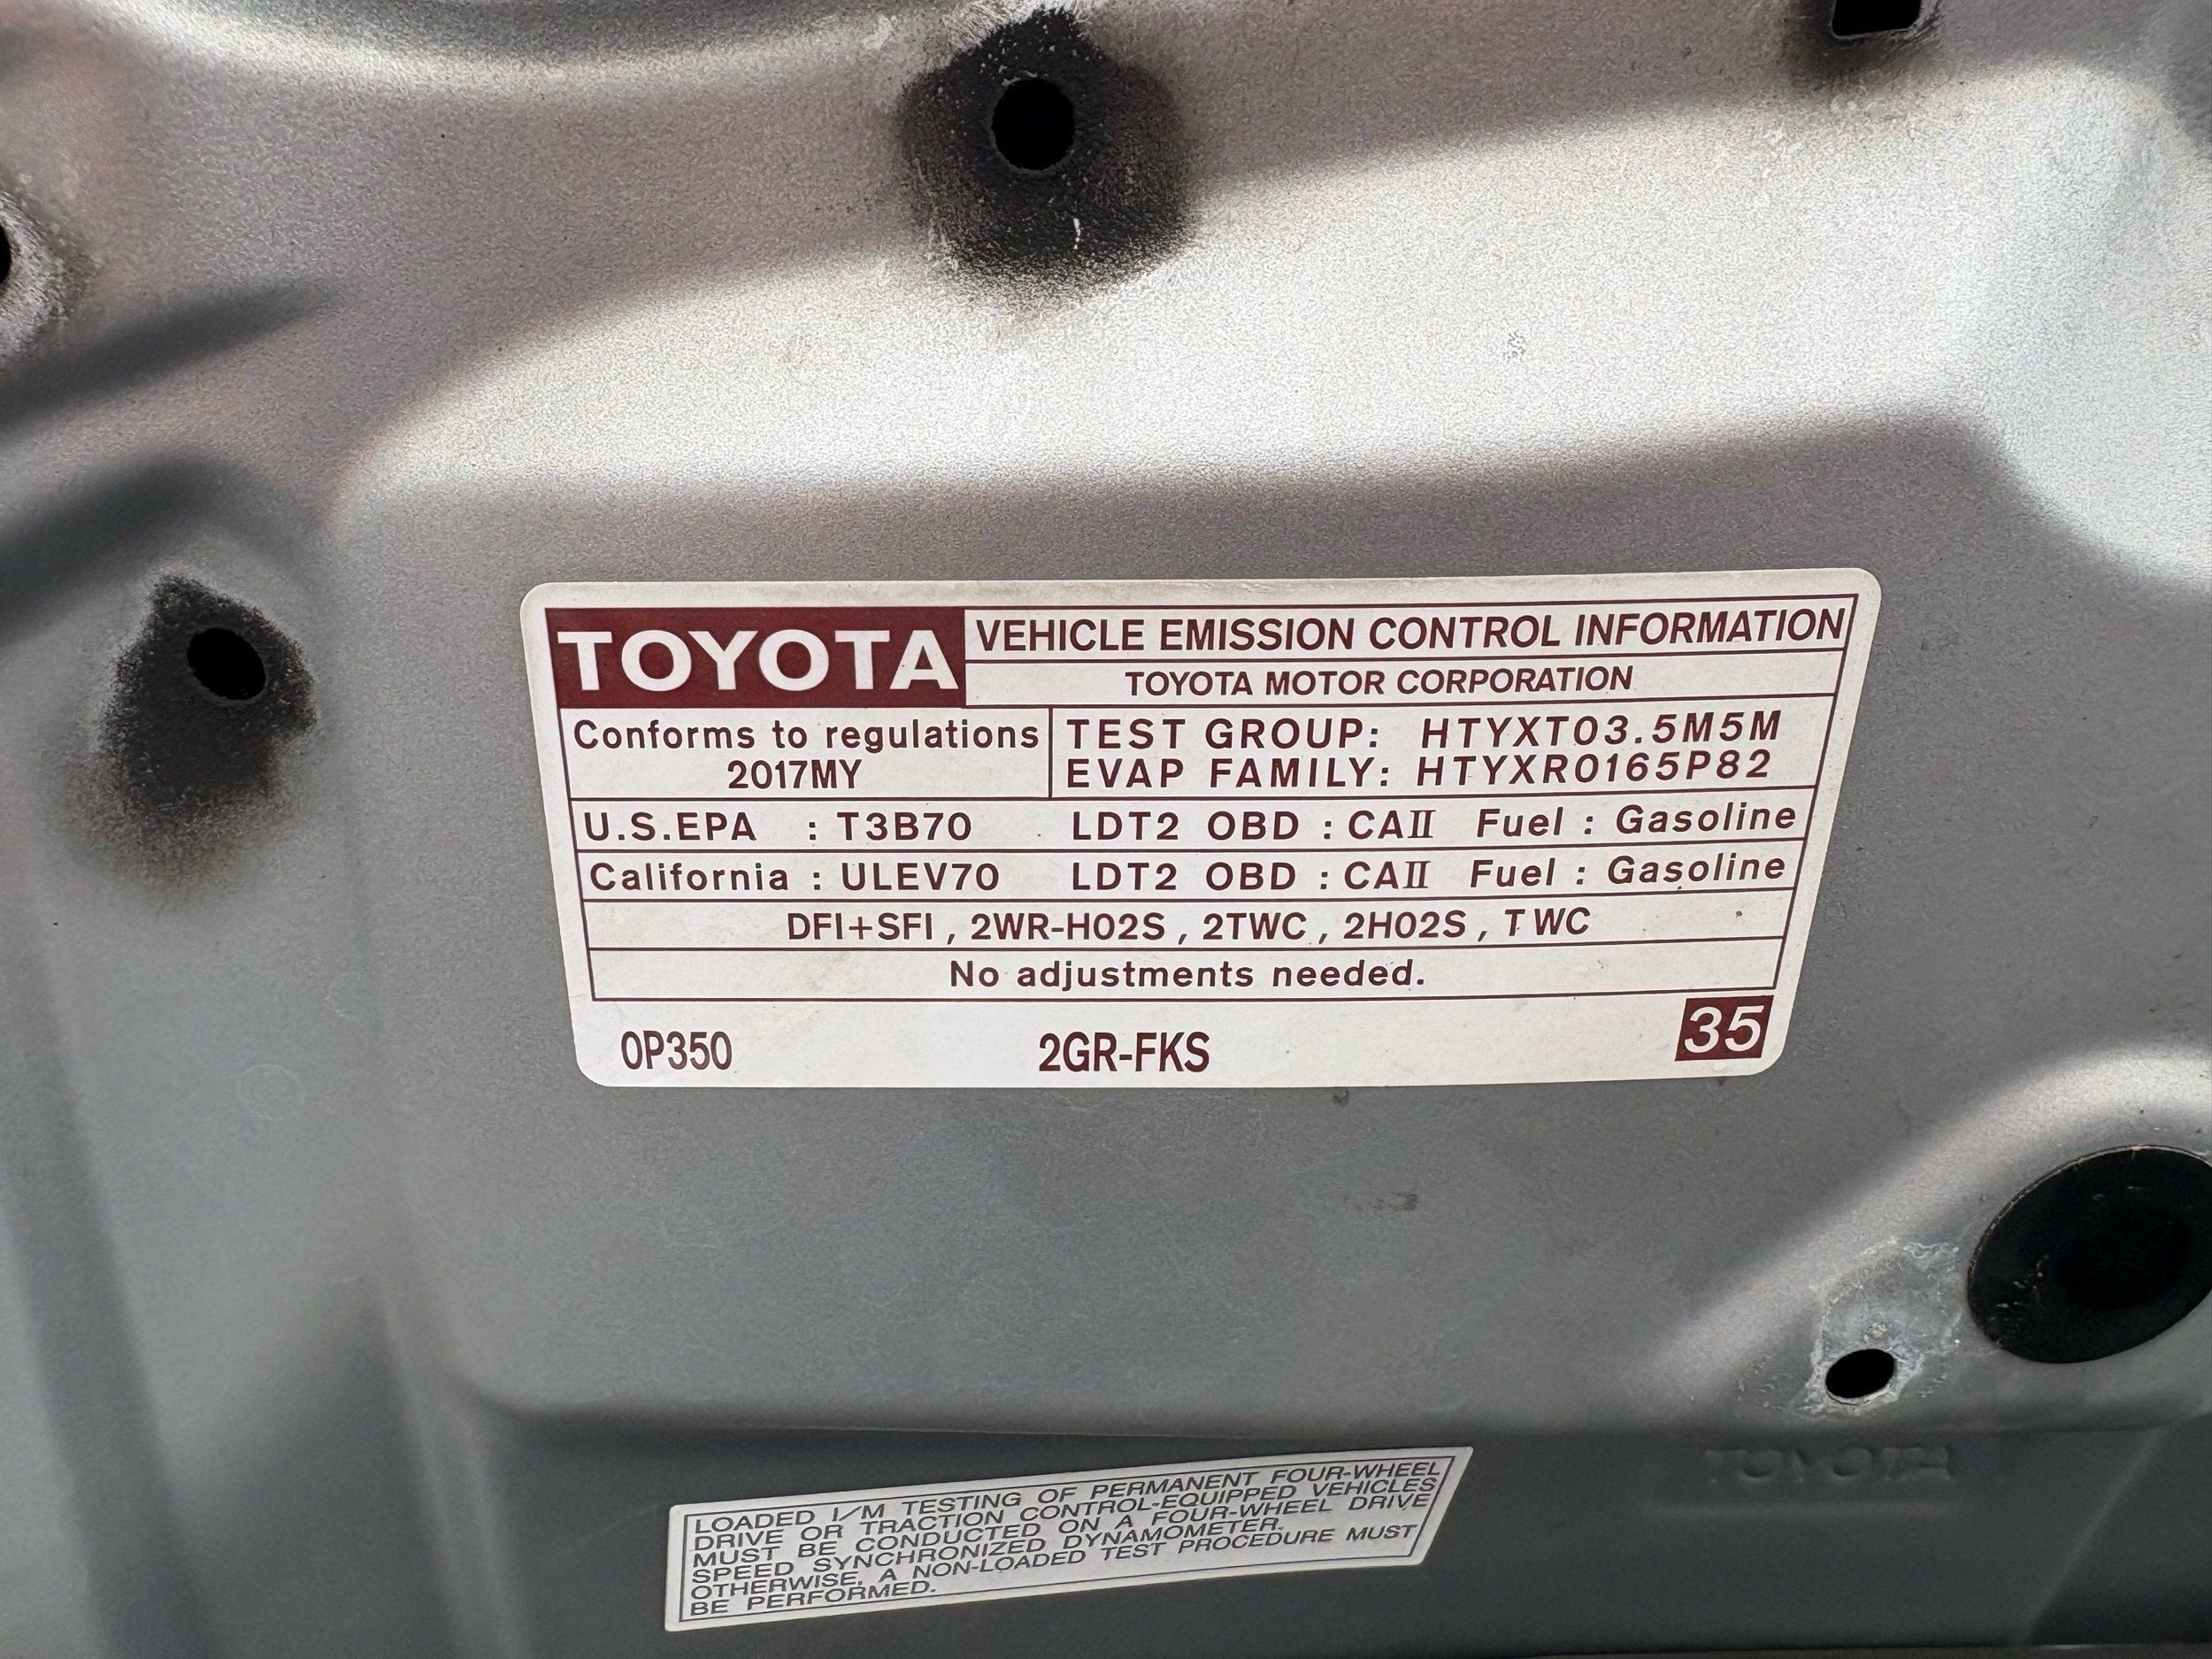 TOYOTA
VEHICLE EMISSION CONTROL INFORMATION
TOYOTA MOTOR CORPORATION
Conforms to regulations
2017MY
TEST GROUP: HTYXT03.5M5M
EVAP FAMILY: HTYXR0165P82
U.S.EPA : T3B70 LDT2 OBD : CAII Fuel : Gasoline
California : ULEV70 LDT2 OBD : CAII Fuel : Gasoline
DFI+SFI , 2WR-HO2S , 2TWC , 2HO2S , TWC
No adjustments needed.
0P350 2GR-FKS 35
TOYOTA
LOADED I/M TESTING OF PERMANENT FOUR-WHEEL
DRIVE OR TRACTION CONTROL-EQUIPPED VEHICLES
MUST BE CONDUCTED ON A FOUR-WHEEL DRIVE
SPEED SYNCHRONIZED DYNAMOMETER.
OTHERWISE, A NON-LOADED TEST PROCEDURE MUST
BE PERFORMED.